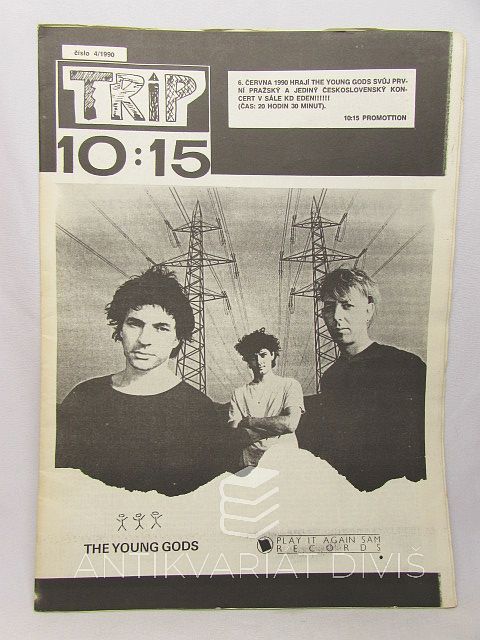 číslo 4/1990
TRIP
10:15
6. ČERVNA 1990 HRAJÍ THE YOUNG GODS SVŮJ PRV-
NÍ PRAŽSKÝ A JEDINÝ ČESKOSLOVENSKÝ KON-
CERT V SÁLE KD EDEN!!!!!!
(ČAS: 20 HODIN 30 MINUT).
10:15 PROMOTTION
THE YOUNG GODS
PLAY IT AGAIN SAM
RECORDS
ANTIKVARIÁT DIVIŠ